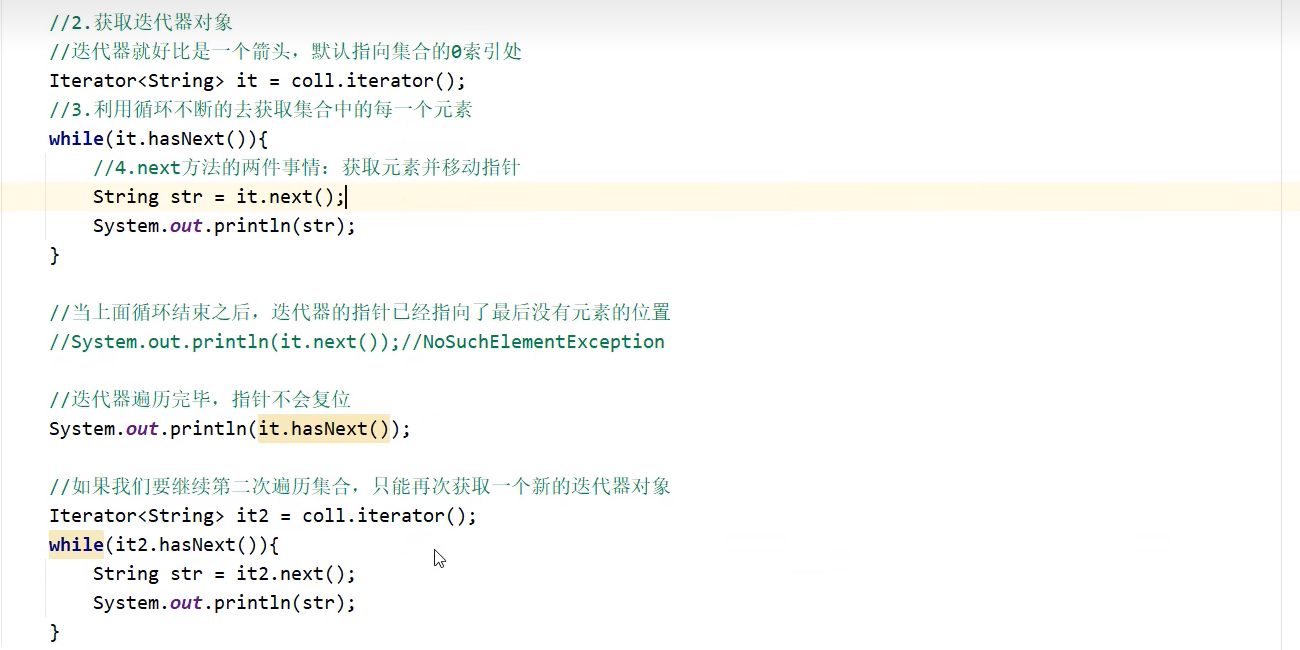 //2.获取迭代器对象
//迭代器就好比是一个箭头，默认指向集合的0索引处
Iterator<String> it = coll.iterator();
//3.利用循环不断的去获取集合中的每一个元素
while(it.hasNext()){
    //4.next方法的两件事情：获取元素并移动指针
    String str = it.next();
    System.out.println(str);
}

//当上面循环结束之后，迭代器的指针已经指向了最后没有元素的位置
//System.out.println(it.next());//NoSuchElementException

//迭代器遍历完毕，指针不会复位
System.out.println(it.hasNext());

//如果我们要继续第二次遍历集合，只能再次获取一个新的迭代器对象
Iterator<String> it2 = coll.iterator();
while(it2.hasNext()){
    String str = it2.next();
    System.out.println(str);
}